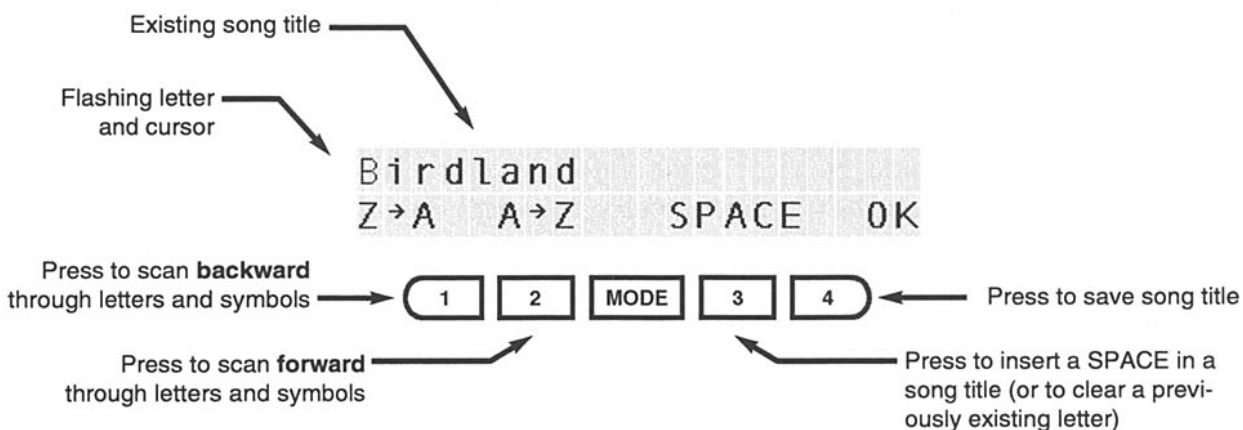 Existing song title
Flashing letter
and cursor
Birdland
Z→A A→Z SPACE OK
Press to scan backward
through letters and symbols
1 2 MODE 3 4
Press to save song title
Press to scan forward
through letters and symbols
Press to insert a SPACE in a
song title (or to clear a previ-
ously existing letter)